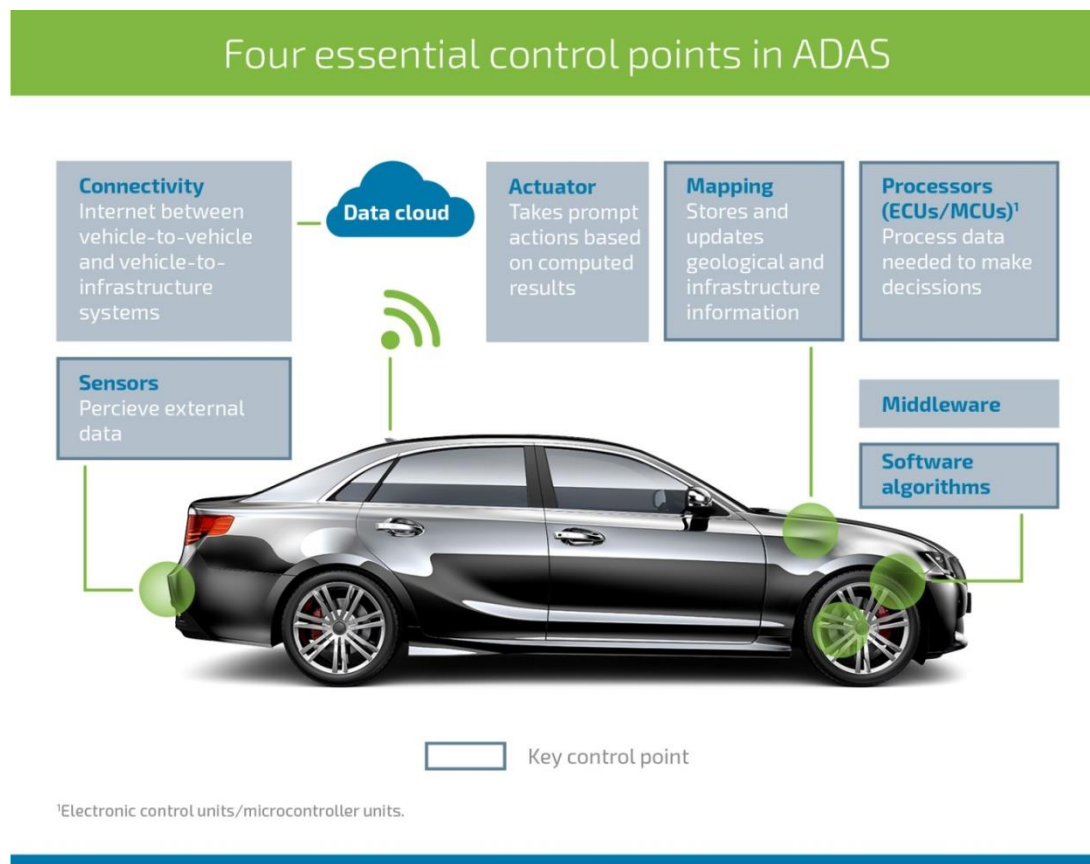 Four essential control points in ADAS
Connectivity
Internet between
vehicle-to-vehicle
and vehicle-to-
infrastructure
systems
Data cloud
Actuator
Takes prompt
actions based
on computed
results
Mapping
Stores and
updates
geological and
infrastructure
information
Processors
(ECUs/MCUs)¹
Process data
needed to make
decissions
Sensors
Percieve external
data
Middleware
Software
algorithms
Key control point
¹Electronic control units/microcontroller units.